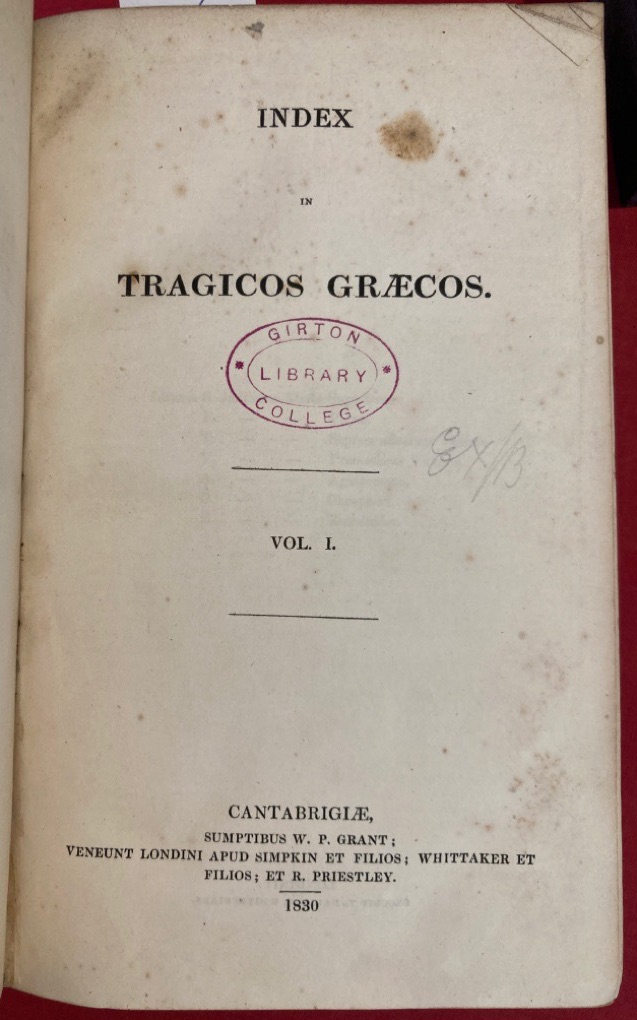 INDEX
IN
TRAGICOS GRÆCOS.
GIRTON
LIBRARY
COLLEGE
VOL. I.
CANTABRIGIÆ,
SUMPTIBUS W. P. GRANT;
VENEUNT LONDINI APUD SIMPKIN ET FILIOS; WHITTAKER ET
FILIOS; ET R. PRIESTLEY.
1830